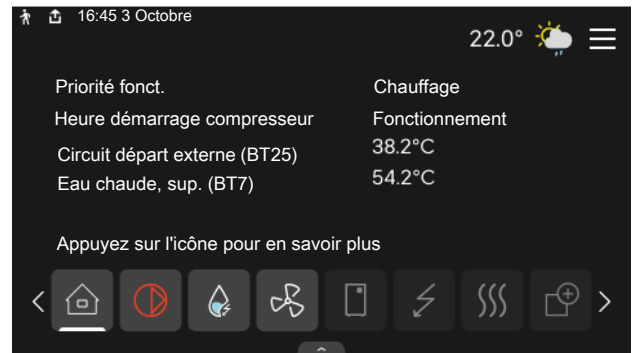 16:45 3 Octobre
22.0°
Priorité fonct. Chauffage
Heure démarrage compresseur Fonctionnement
Circuit départ externe (BT25) 38.2°C
Eau chaude, sup. (BT7) 54.2°C
Appuyez sur l'icône pour en savoir plus